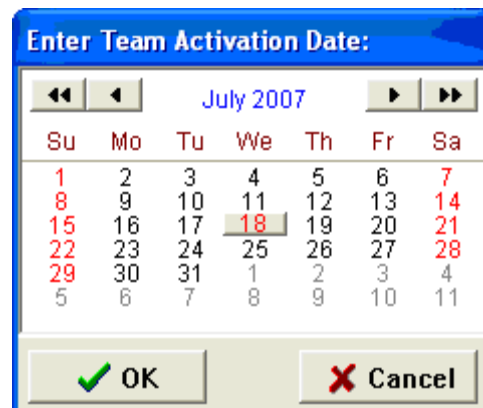 Enter Team Activation Date:
July 2007
Su Mo Tu We Th Fr Sa
1 2 3 4 5 6 7
8 9 10 11 12 13 14
15 16 17 18 19 20 21
22 23 24 25 26 27 28
29 30 31 1 2 3 4
5 6 7 8 9 10 11
OK Cancel